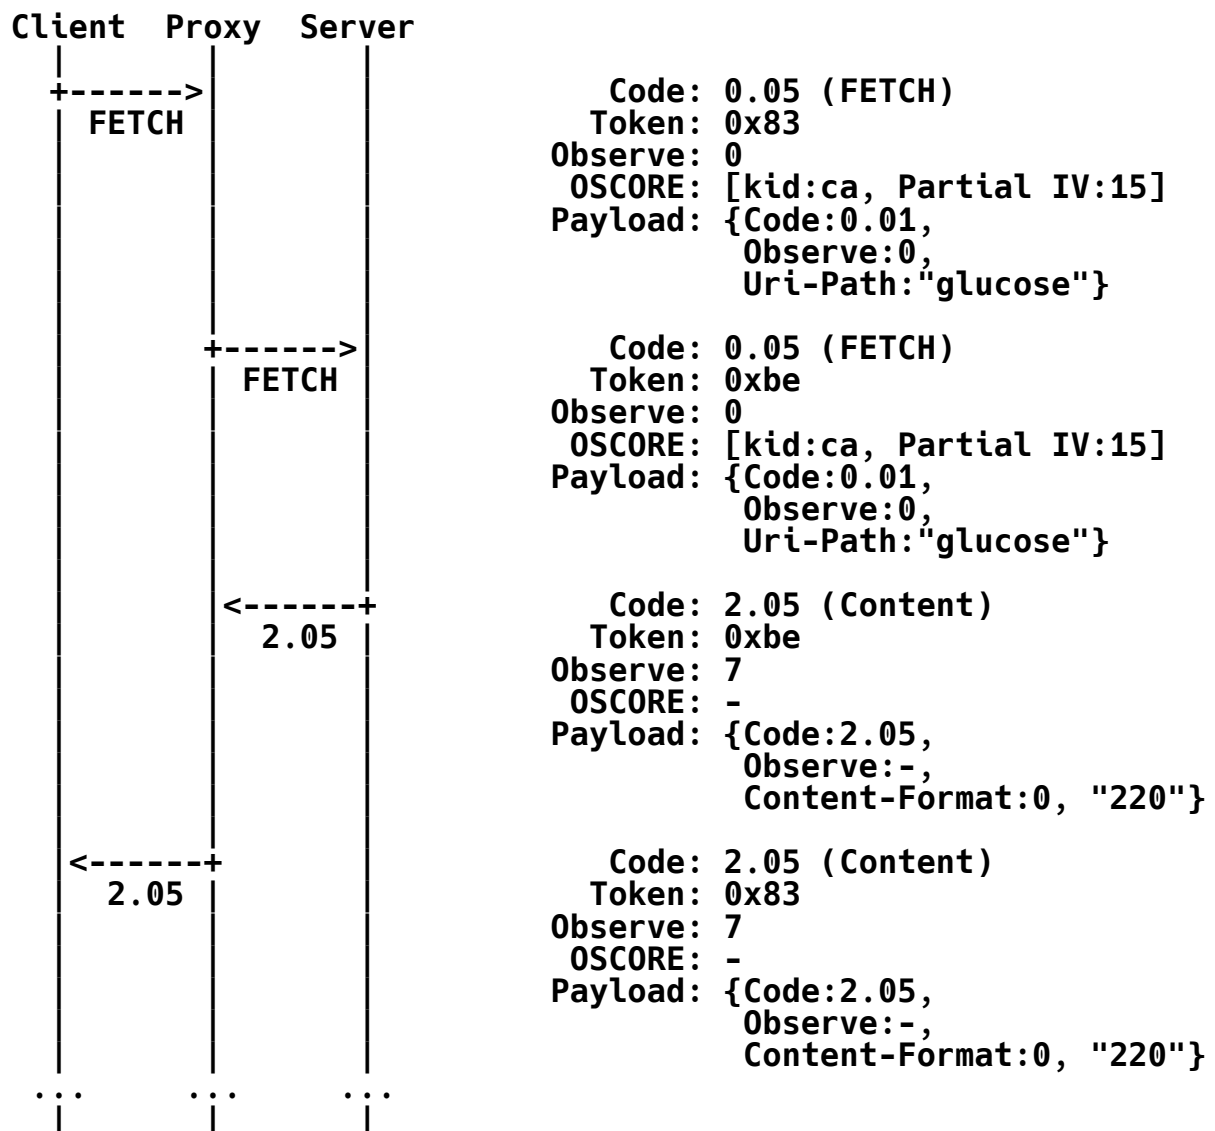 Client  Proxy  Server
  |       |       |
  +------>|            Code: 0.05 (FETCH)
  | FETCH |           Token: 0x83
  |       |         Observe: 0
  |       |          OSCORE: [kid:ca, Partial IV:15]
  |       |         Payload: {Code:0.01,
  |       |                   Observe:0,
  |       |                   Uri-Path:"glucose"}
  |       |       |
  |       +------>|            Code: 0.05 (FETCH)
  |       | FETCH |           Token: 0xbe
  |       |       |         Observe: 0
  |       |       |          OSCORE: [kid:ca, Partial IV:15]
  |       |       |         Payload: {Code:0.01,
  |       |       |                   Observe:0,
  |       |       |                   Uri-Path:"glucose"}
  |       |       |
  |       |<------+            Code: 2.05 (Content)
  |       |  2.05 |           Token: 0xbe
  |       |       |         Observe: 7
  |       |       |          OSCORE: -
  |       |       |         Payload: {Code:2.05,
  |       |       |                   Observe:-,
  |       |       |                   Content-Format:0, "220"}
  |       |       |
  |<------+       |            Code: 2.05 (Content)
  |  2.05 |       |           Token: 0x83
  |       |       |         Observe: 7
  |       |       |          OSCORE: -
  |       |       |         Payload: {Code:2.05,
  |       |       |                   Observe:-,
  |       |       |                   Content-Format:0, "220"}
 ...     ...     ...
  |       |       |